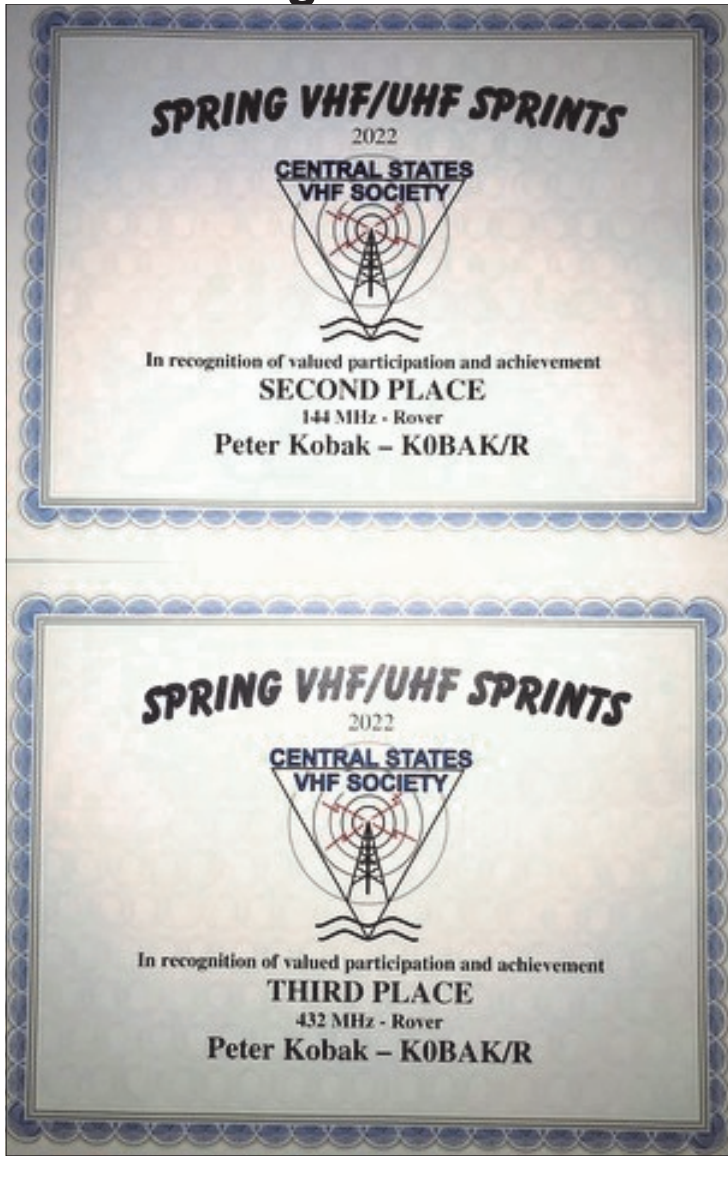 SPRING VHF/UHF SPRINTS
2022
CENTRAL STATES
VHF SOCIETY
In recognition of valued participation and achievement
SECOND PLACE
144 MHz - Rover
Peter Kobak – K0BAK/R
SPRING VHF/UHF SPRINTS
2022
CENTRAL STATES
VHF SOCIETY
In recognition of valued participation and achievement
THIRD PLACE
432 MHz - Rover
Peter Kobak – K0BAK/R